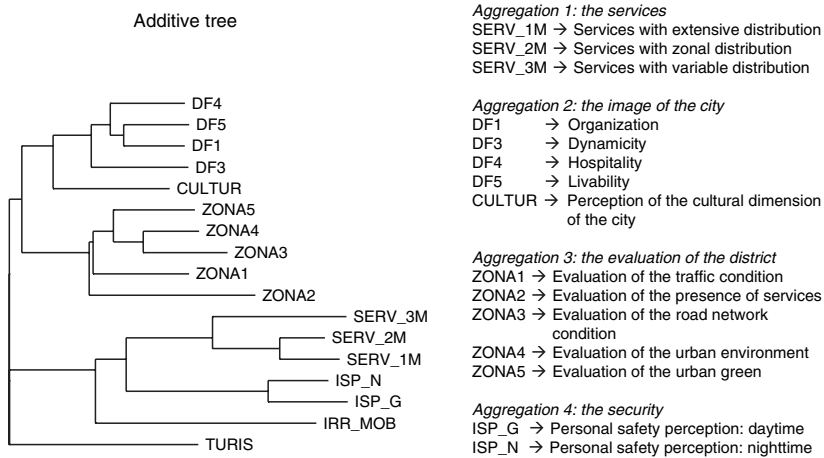 Additive tree
DF4
DF5
DF1
DF3
CULTUR
ZONA5
ZONA4
ZONA3
ZONA1
ZONA2
SERV_3M
SERV_2M
SERV_1M
ISP_N
ISP_G
IRR_MOB
TURIS
Aggregation 1: the services
SERV_1M → Services with extensive distribution
SERV_2M → Services with zonal distribution
SERV_3M → Services with variable distribution
Aggregation 2: the image of the city
DF1 → Organization
DF3 → Dynamicity
DF4 → Hospitality
DF5 → Livability
CULTUR → Perception of the cultural dimension
of the city
Aggregation 3: the evaluation of the district
ZONA1 → Evaluation of the traffic condition
ZONA2 → Evaluation of the presence of services
ZONA3 → Evaluation of the road network
condition
ZONA4 → Evaluation of the urban environment
ZONA5 → Evaluation of the urban green
Aggregation 4: the security
ISP_G → Personal safety perception: daytime
ISP_N → Personal safety perception: nighttime